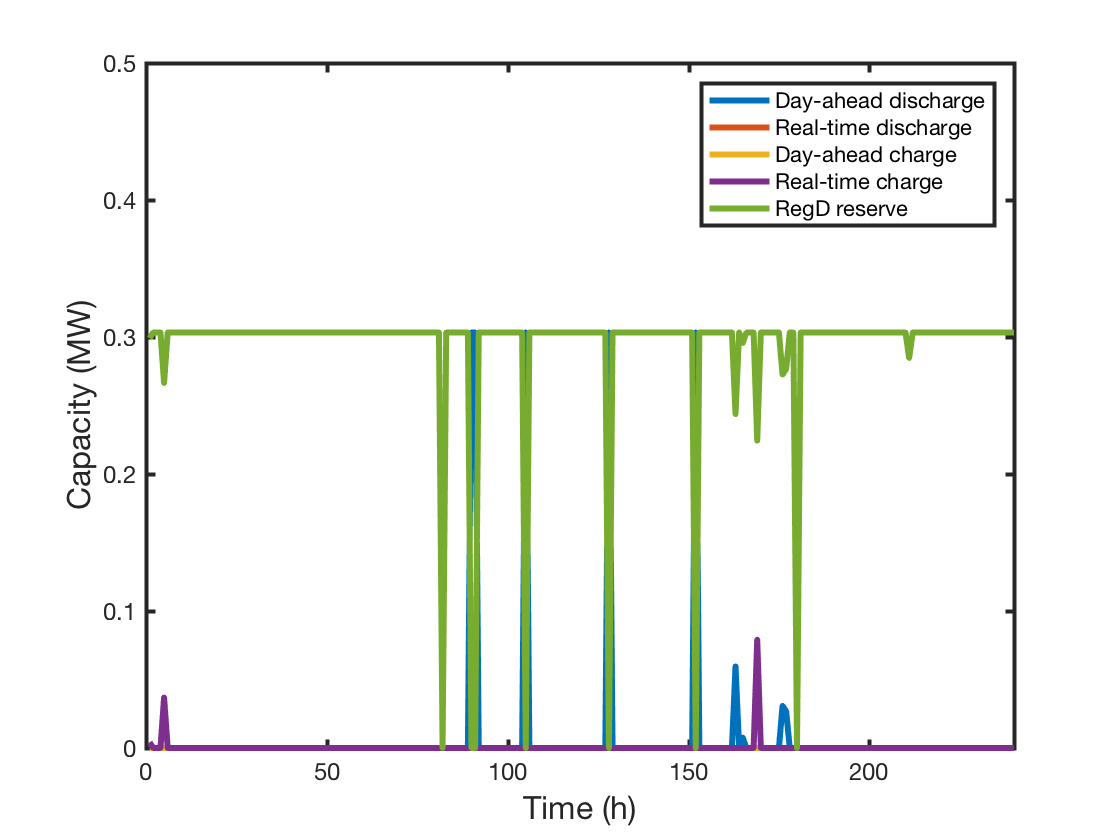 0.5
0.4
0.3
0.2
0.1
0
Capacity (MW)
0
50
100
150
200
Time (h)
Day-ahead discharge
Real-time discharge
Day-ahead charge
Real-time charge
RegD reserve